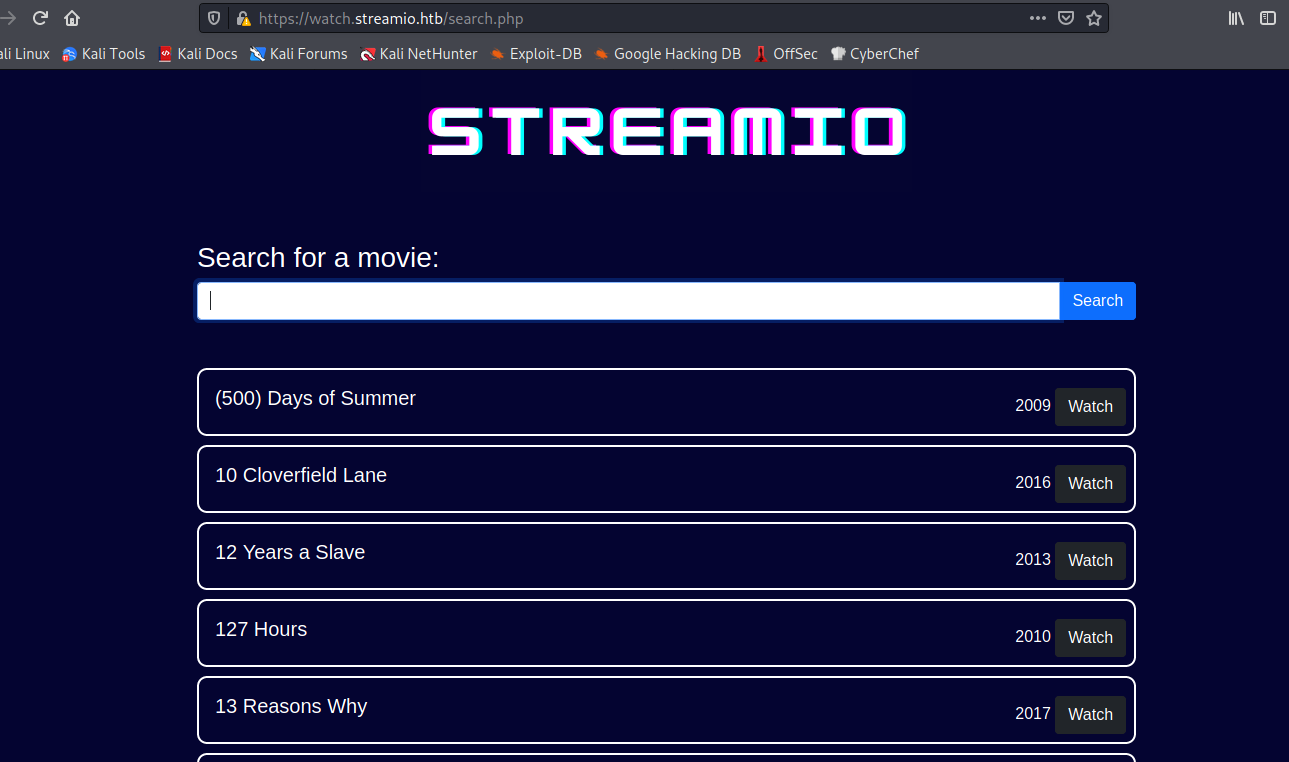 https://watch.streamio.htb/search.php
ali Linux Kali Tools Kali Docs Kali Forums Kali NetHunter Exploit-DB Google Hacking DB OffSec CyberChef
STREAMIO
Search for a movie:
Search
(500) Days of Summer 2009 Watch
10 Cloverfield Lane 2016 Watch
12 Years a Slave 2013 Watch
127 Hours 2010 Watch
13 Reasons Why 2017 Watch